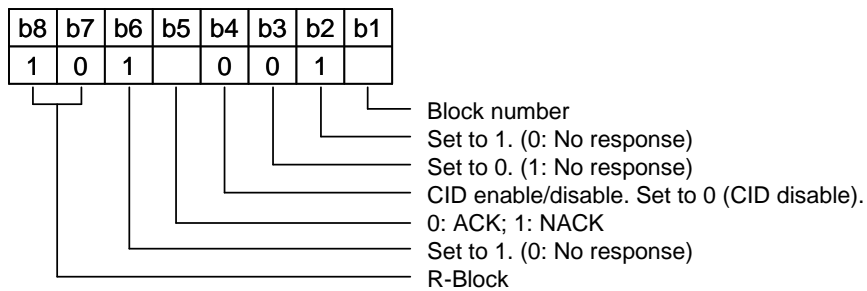 b8 b7 b6 b5 b4 b3 b2 b1
1 0 1 0 0 1
Block number
Set to 1. (0: No response)
Set to 0. (1: No response)
CID enable/disable. Set to 0 (CID disable).
0: ACK; 1: NACK
Set to 1. (0: No response)
R-Block